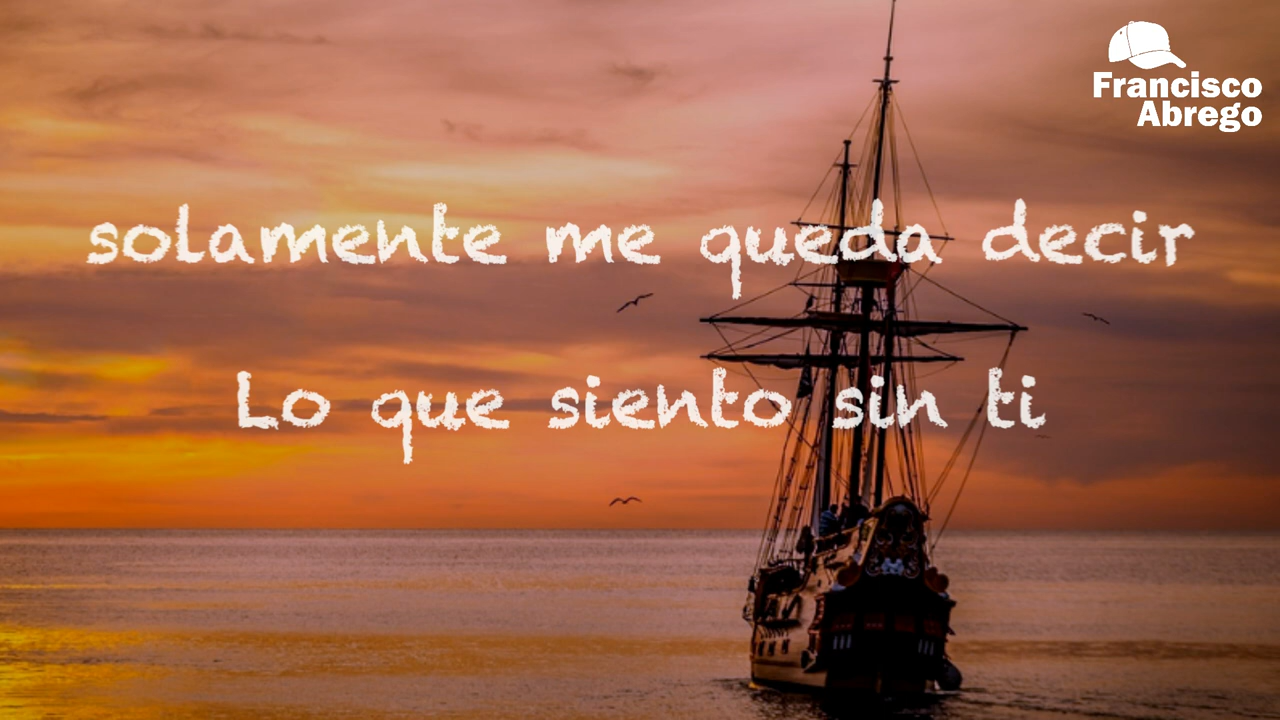 Francisco
Abrego
solamente me queda decir
Lo que siento sin ti